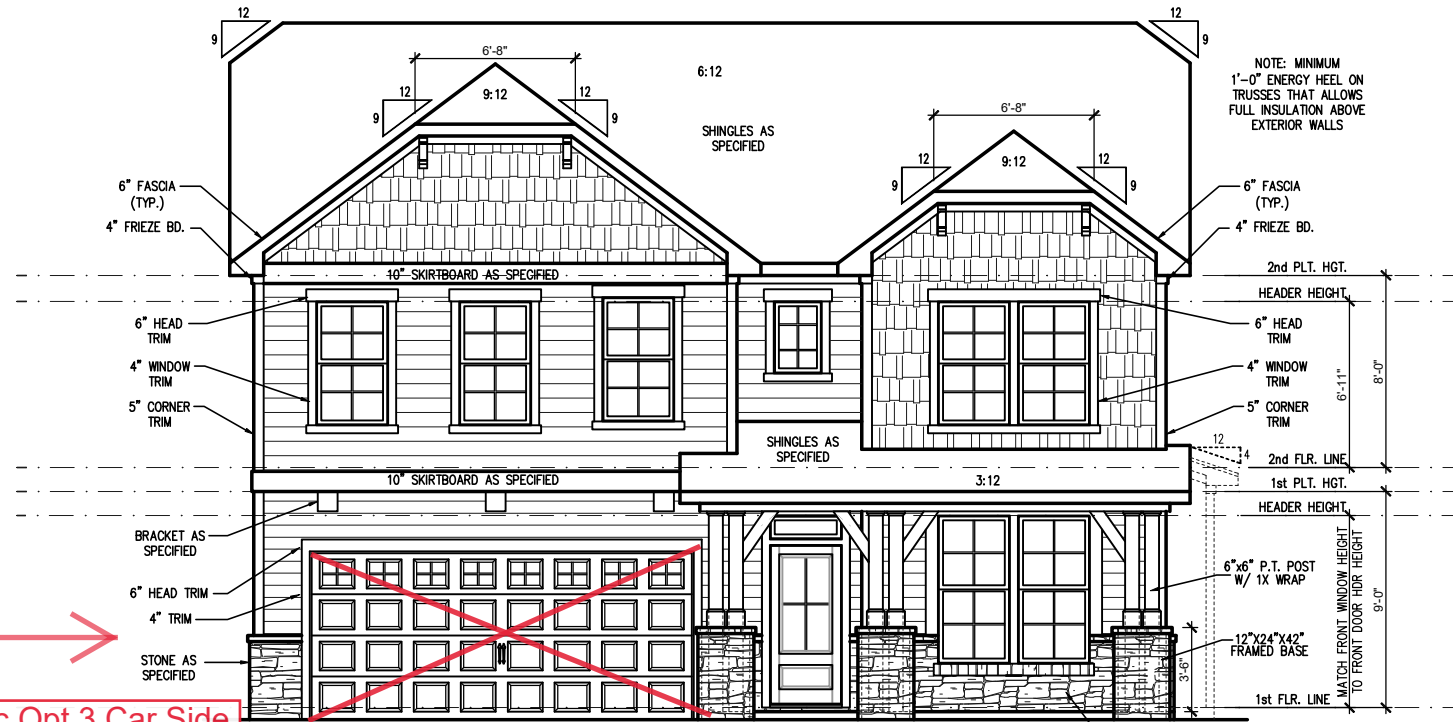 12
9
12
9
6'-8"
6:12
NOTE: MINIMUM
1'-0" ENERGY HEEL ON
TRUSSES THAT ALLOWS
FULL INSULATION ABOVE
EXTERIOR WALLS
12
9
9:12
12
9
6'-8"
SHINGLES AS
SPECIFIED
12
9
9:12
12
9
6" FASCIA
(TYP.)
4" FRIEZE BD.
6" FASCIA
(TYP.)
4" FRIEZE BD.
10" SKIRTBOARD AS SPECIFIED
2nd PLT. HGT.
HEADER HEIGHT
6" HEAD
TRIM
4" WINDOW
TRIM
5" CORNER
TRIM
6" HEAD
TRIM
4" WINDOW
TRIM
5" CORNER
TRIM
6'-11"
8'-0"
SHINGLES AS
SPECIFIED
12
4
2nd FLR. LINE
10" SKIRTBOARD AS SPECIFIED
3:12
1st PLT. HGT.
HEADER HEIGHT
BRACKET AS
SPECIFIED
6" HEAD TRIM
4" TRIM
STONE AS
SPECIFIED
6"x6" P.T. POST
W/ 1X WRAP
12"X24"X42"
FRAMED BASE
3'-6"
MATCH FRONT WINDOW HEIGHT
TO FRONT DOOR HDR HEIGHT
9'-0"
1st FLR. LINE
Opt 3 Car Side